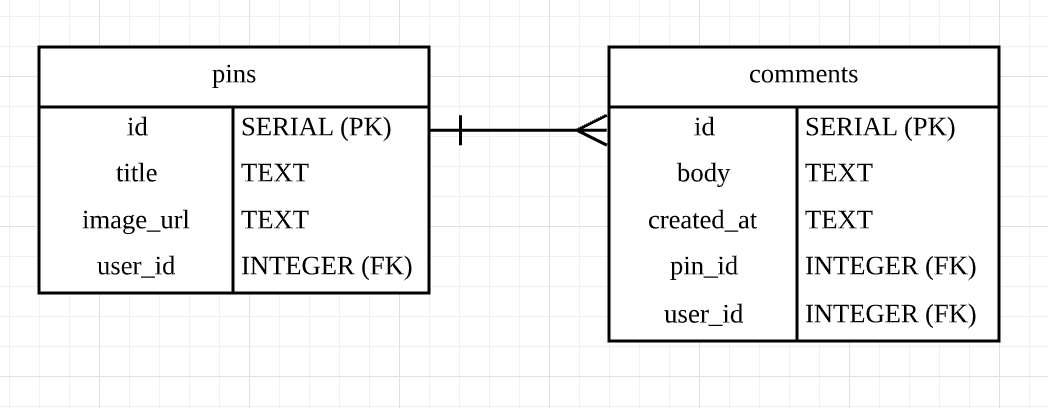 pins
id SERIAL (PK)
title TEXT
image_url TEXT
user_id INTEGER (FK)
comments
id SERIAL (PK)
body TEXT
created_at TEXT
pin_id INTEGER (FK)
user_id INTEGER (FK)